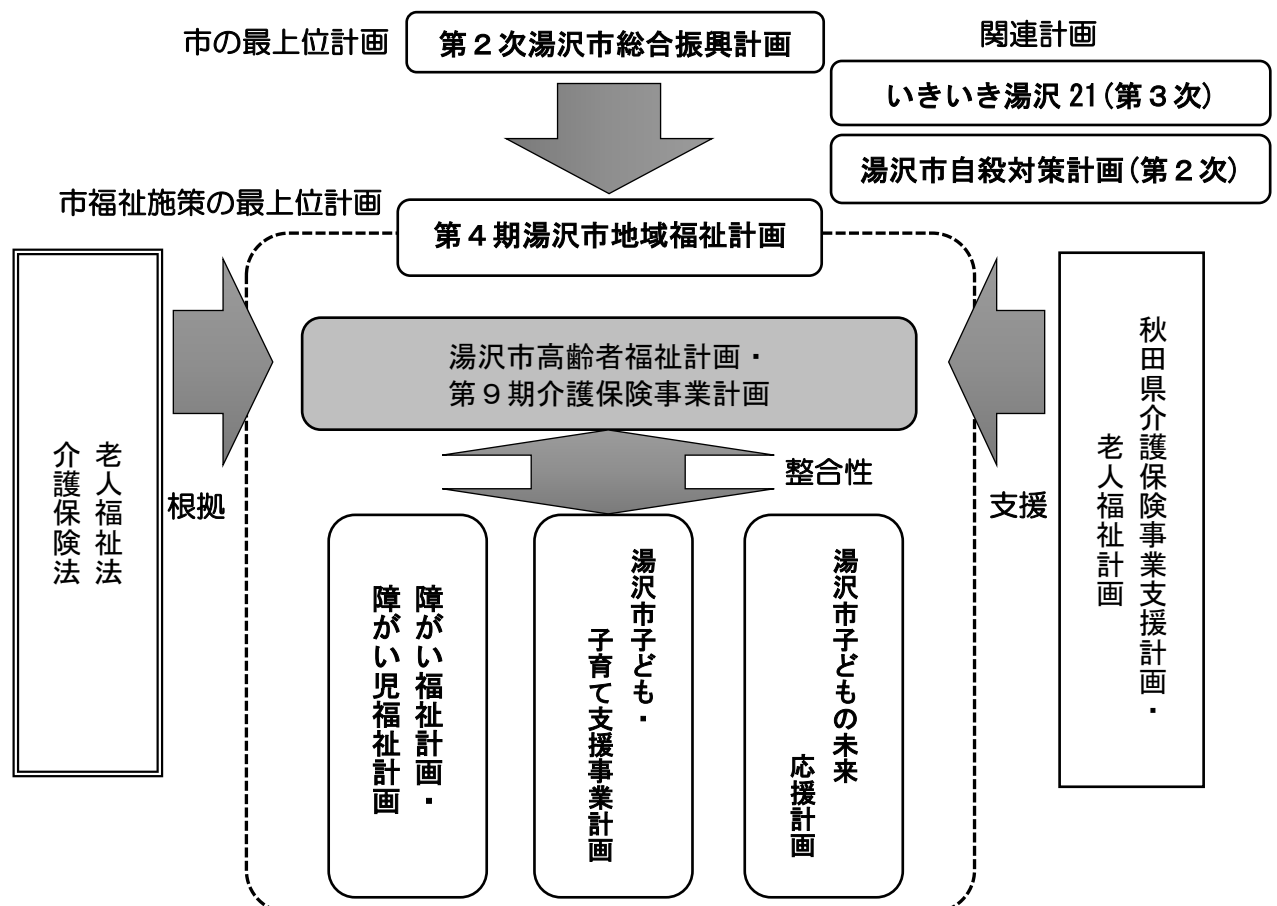 市の最上位計画
第２次湯沢市総合振興計画
関連計画
いきいき湯沢 21(第３次)
湯沢市自殺対策計画(第２次)
市福祉施策の最上位計画
第４期湯沢市地域福祉計画
老人福祉法
介護保険法
根拠
湯沢市高齢者福祉計画・
第９期介護保険事業計画
整合性
支援
秋田県介護保険事業支援計画・
老人福祉計画
障がい福祉計画・
障がい児福祉計画
湯沢市子ども・
子育て支援事業計画
湯沢市子どもの未来
応援計画